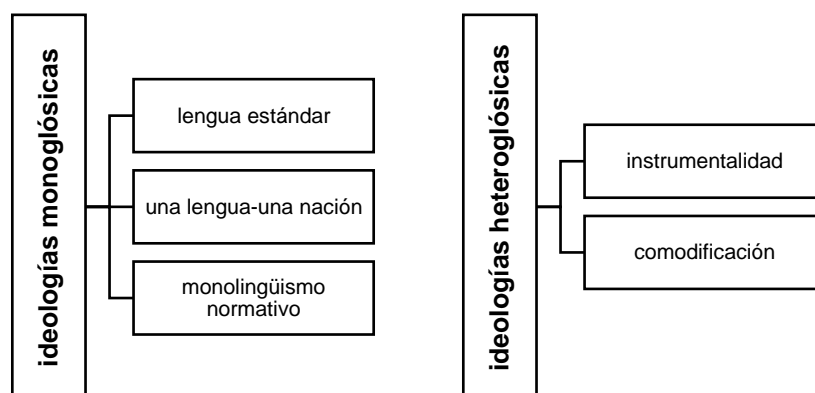 ideologías monoglósicas
lengua estándar
una lengua-una nación
monolingüismo
normativo
ideologías heteroglósicas
instrumentalidad
comodificación